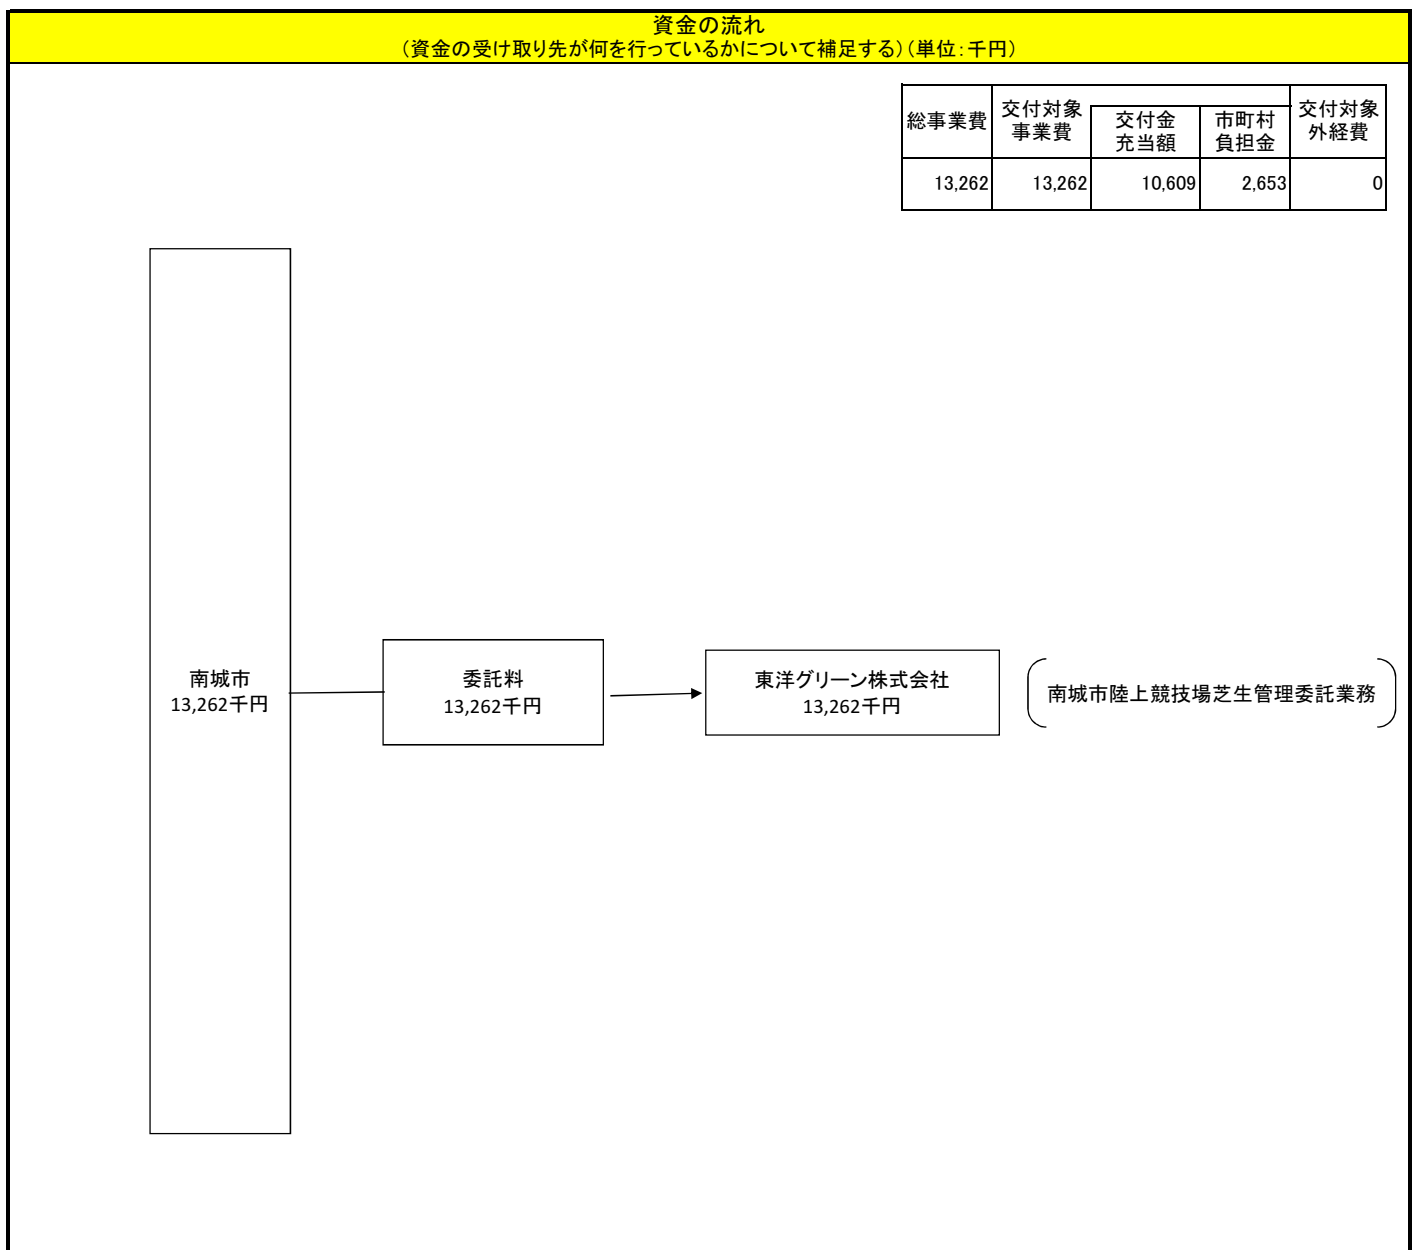 資金の流れ
（資金の受け取り先が何を行っているかについて補足する）（単位：千円）
総事業費
交付対象
事業費
交付金
充当額
市町村
負担金
交付対象
外経費
13,262 13,262 10,609 2,653 0
南城市
13,262千円
委託料
13,262千円
東洋グリーン株式会社
13,262千円
南城市陸上競技場芝生管理委託業務